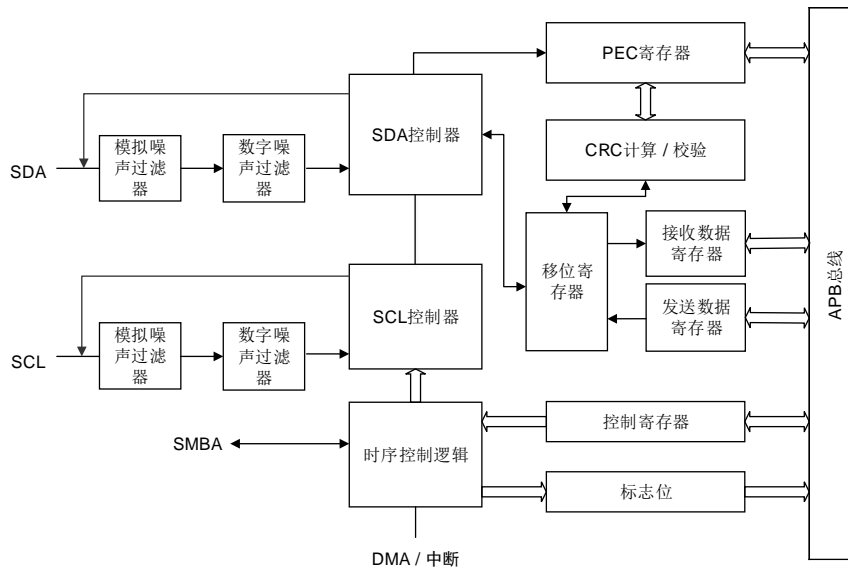 PEC寄存器
SDA控制器
CRC计算 / 校验
SDA
模拟噪
声过滤
器
数字噪
声过滤
器
移位寄
存器
接收数据
寄存器
发送数据
寄存器
APB总线
SCL控制器
SCL
模拟噪
声过滤
器
数字噪
声过滤
器
SMBA
时序控制逻辑
控制寄存器
标志位
DMA / 中断